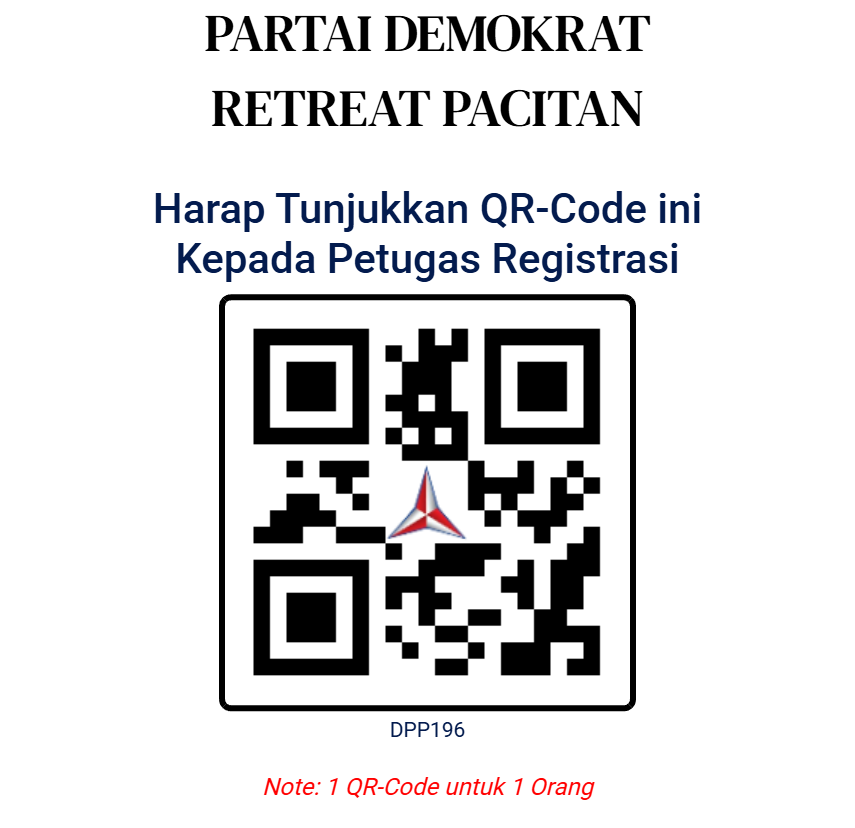 PARTAI DEMOKRAT
RETREAT PACITAN
Harap Tunjukkan QR-Code ini
Kepada Petugas Registrasi
DPP196
Note: 1 QR-Code untuk 1 Orang